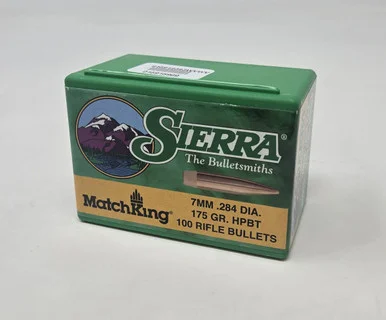 SIERRA®
The Bulletsmiths
MatchKing®
7MM .284 DIA.
175 GR. HPBT
100 RIFLE BULLETS